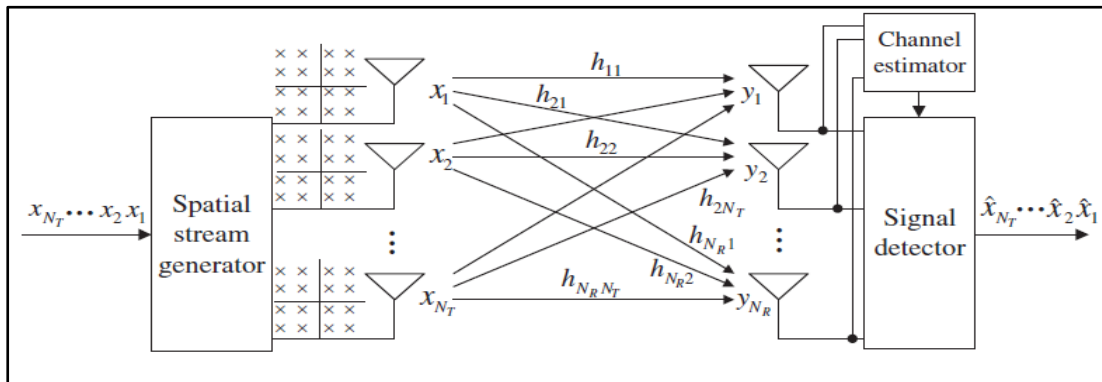 Channel
estimator
x_1
h_{11}
y_1
h_{21}
x_2
h_{22}
y_2
x_{N_T} ••• x_2 x_1
Spatial
stream
generator
h_{2N_T}
Signal
detector
x̂_{N_T} ••• x̂_2 x̂_1
h_{N_R 1}
h_{N_R 2}
x_{N_T}
h_{N_R N_T}
y_{N_R}